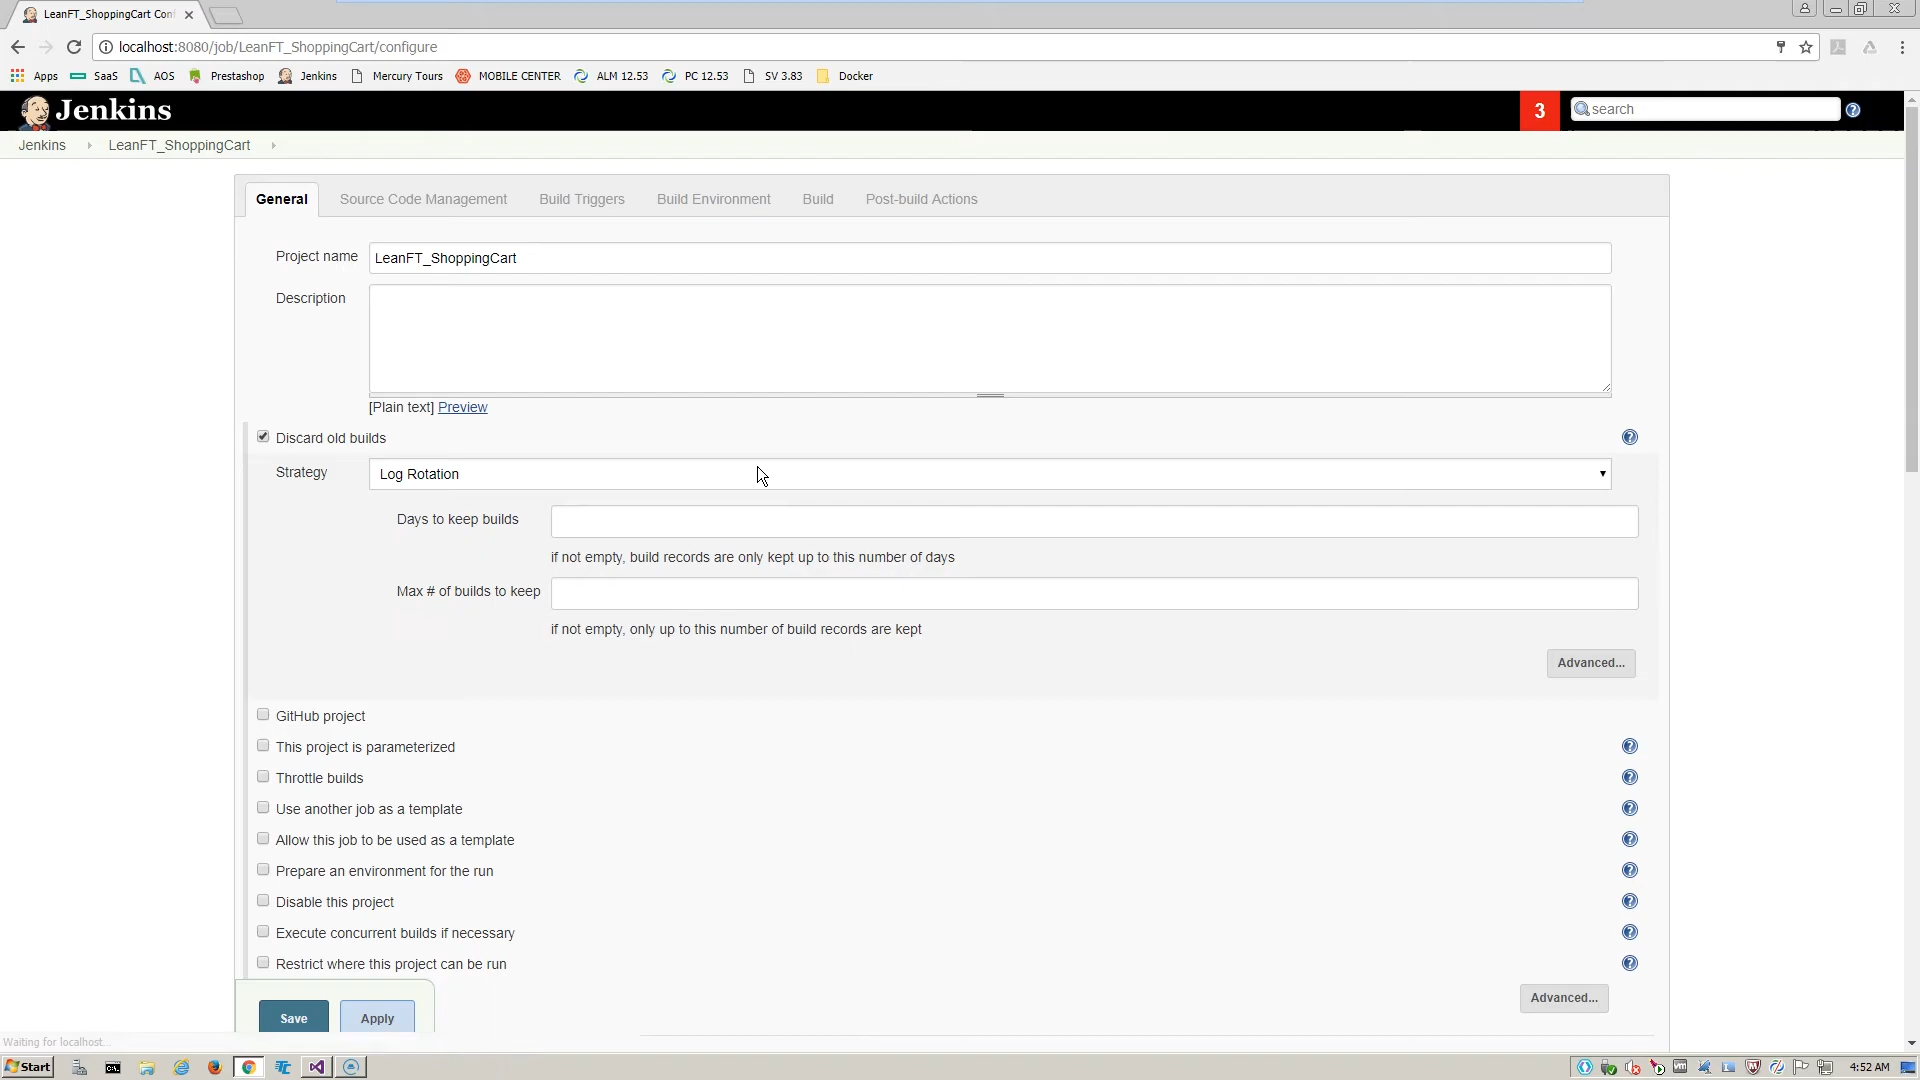 LeanFT_ShoppingCart Con
localhost:8080/job/LeanFT_ShoppingCart/configure
Apps SaaS AOS Prestashop Jenkins Mercury Tours MOBILE CENTER ALM 12.53 PC 12.53 SV 3.83 Docker
Jenkins 3 search
Jenkins LeanFT_ShoppingCart
General Source Code Management Build Triggers Build Environment Build Post-build Actions
Project name LeanFT_ShoppingCart
Description
[Plain text] Preview
Discard old builds
Strategy Log Rotation
Days to keep builds
if not empty, build records are only kept up to this number of days
Max # of builds to keep
if not empty, only up to this number of build records are kept
Advanced...
GitHub project
This project is parameterized
Throttle builds
Use another job as a template
Allow this job to be used as a template
Prepare an environment for the run
Disable this project
Execute concurrent builds if necessary
Restrict where this project can be run
Advanced...
Save Apply
Waiting for localhost...
Start 4:52 AM